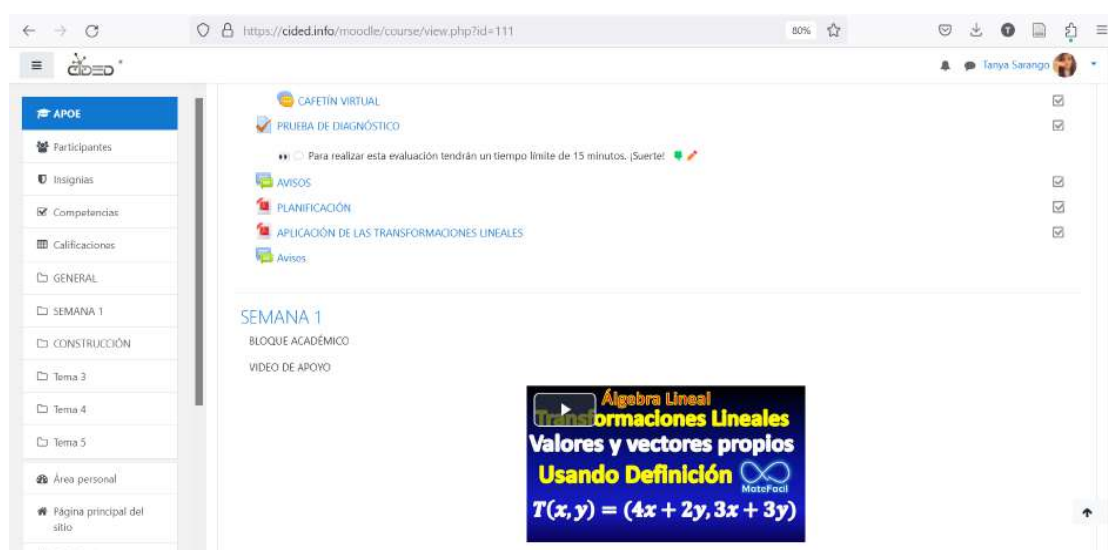 https://cided.info/moodle/course/view.php?id=111
80%
CIDED
Tanya Sarango
APOE
Participantes
Insignias
Competencias
Calificaciones
GENERAL
SEMANA 1
CONSTRUCCIÓN
Tema 3
Tema 4
Tema 5
Área personal
Página principal del
sitio
CAFETÍN VIRTUAL
PRUEBA DE DIAGNÓSTICO
Para realizar esta evaluación tendrán un tiempo límite de 15 minutos. ¡Suerte!
AVISOS
PLANIFICACIÓN
APLICACIÓN DE LAS TRANSFORMACIONES LINEALES
Avisos
SEMANA 1
BLOQUE ACADÉMICO
VIDEO DE APOYO
Álgebra Lineal
Transformaciones Lineales
Valores y vectores propios
Usando Definición
MateFacil
T(x, y) = (4x + 2y, 3x + 3y)